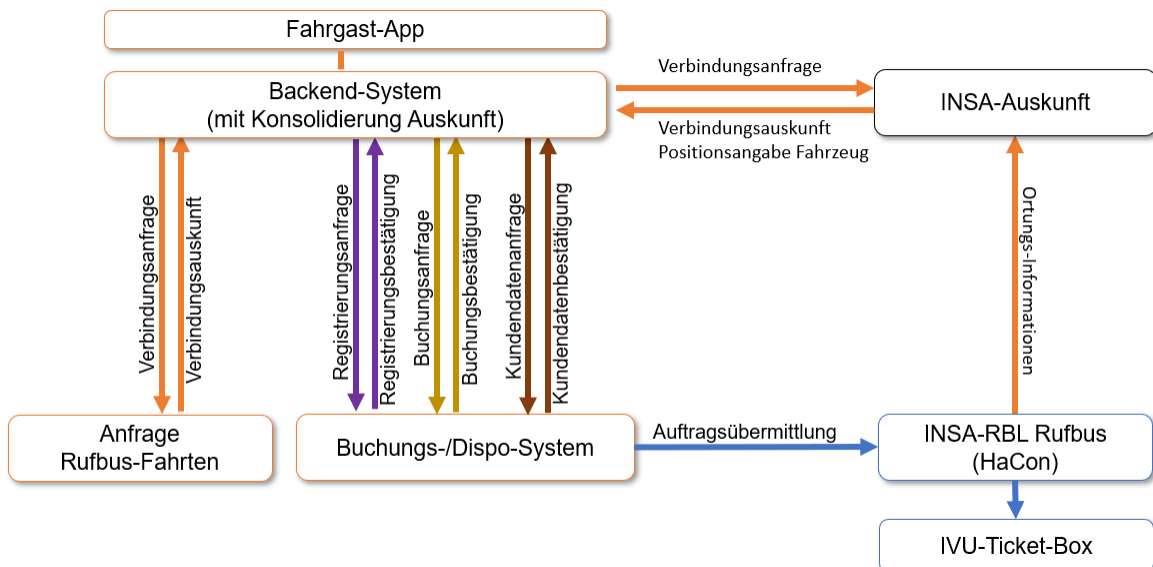 Fahrgast-App
Backend-System
(mit Konsolidierung Auskunft)
Verbindungsanfrage
INSA-Auskunft
Verbindungsauskunft
Positionsangabe Fahrzeug
Verbindungsanfrage
Verbindungsauskunft
Registrierungsanfrage
Registrierungsbestätigung
Buchungsanfrage
Buchungsbestätigung
Kundendatenanfrage
Kundendatenbestätigung
Ortungs-Informationen
Anfrage
Rufbus-Fahrten
Buchungs-/Dispo-System
Auftragsübermittlung
INSA-RBL Rufbus
(HaCon)
IVU-Ticket-Box